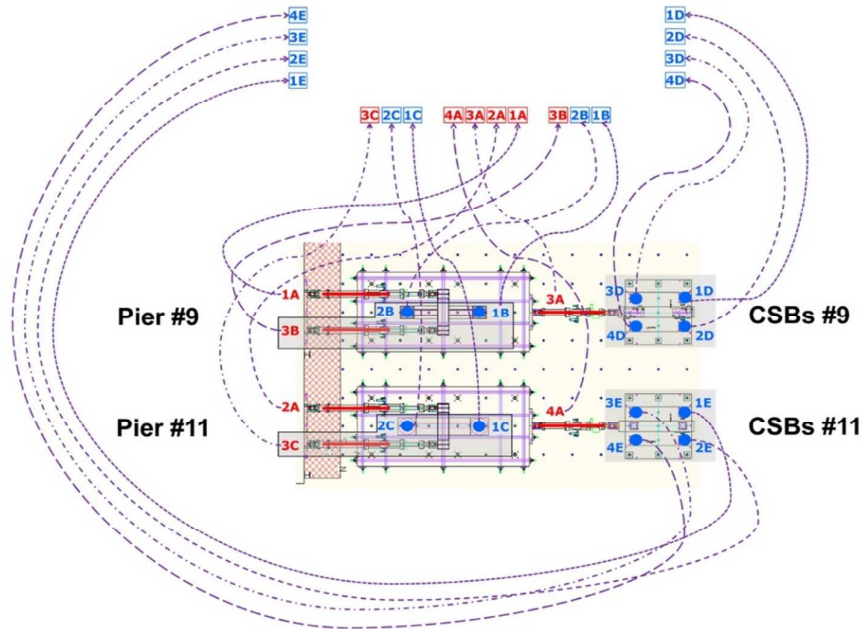 4E 1D
3E 2D
2E 3D
1E 4D
3C 2C 1C 4A 3A 2A 1A 3B 2B 1B
1A 3A 3D 1D
Pier #9 2B 1B CSBs #9
3B 4D 2D
2A 4A 3E 1E
Pier #11 2C 1C CSBs #11
3C 4E 2E